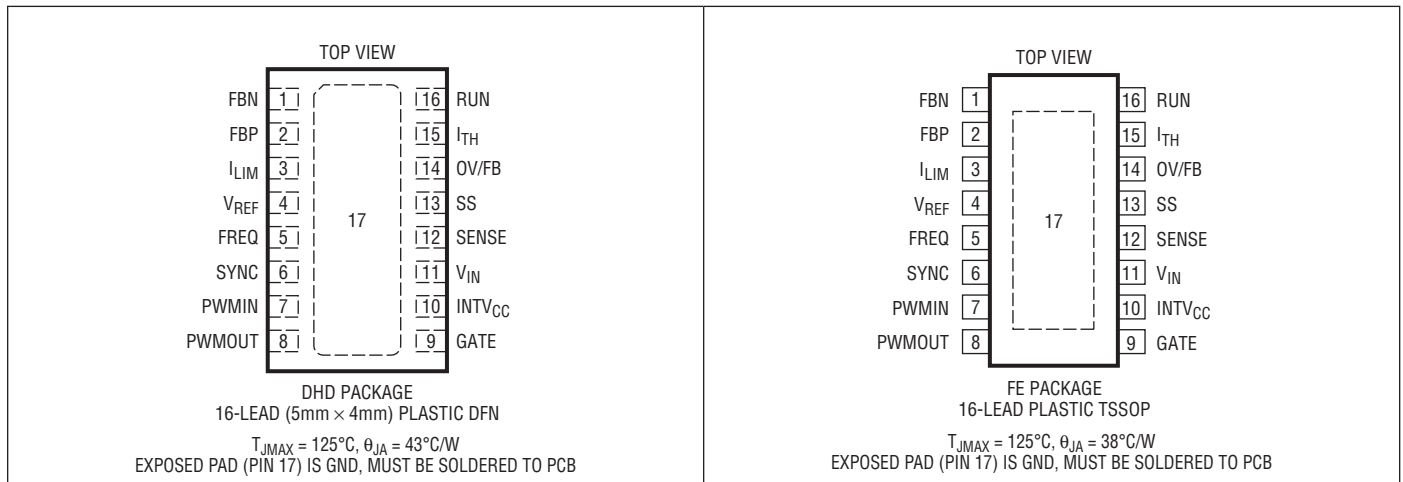 TOP VIEW
FBN 1
FBP 2
ILIM 3
VREF 4
FREQ 5
SYNC 6
PWMIN 7
PWMOUT 8
17
16 RUN
15 ITH
14 OV/FB
13 SS
12 SENSE
11 VIN
10 INTVCC
9 GATE
DHD PACKAGE
16-LEAD (5mm × 4mm) PLASTIC DFN
TJMAX = 125°C, θJA = 43°C/W
EXPOSED PAD (PIN 17) IS GND, MUST BE SOLDERED TO PCB
TOP VIEW
FBN 1
FBP 2
ILIM 3
VREF 4
FREQ 5
SYNC 6
PWMIN 7
PWMOUT 8
17
16 RUN
15 ITH
14 OV/FB
13 SS
12 SENSE
11 VIN
10 INTVCC
9 GATE
FE PACKAGE
16-LEAD PLASTIC TSSOP
TJMAX = 125°C, θJA = 38°C/W
EXPOSED PAD (PIN 17) IS GND, MUST BE SOLDERED TO PCB